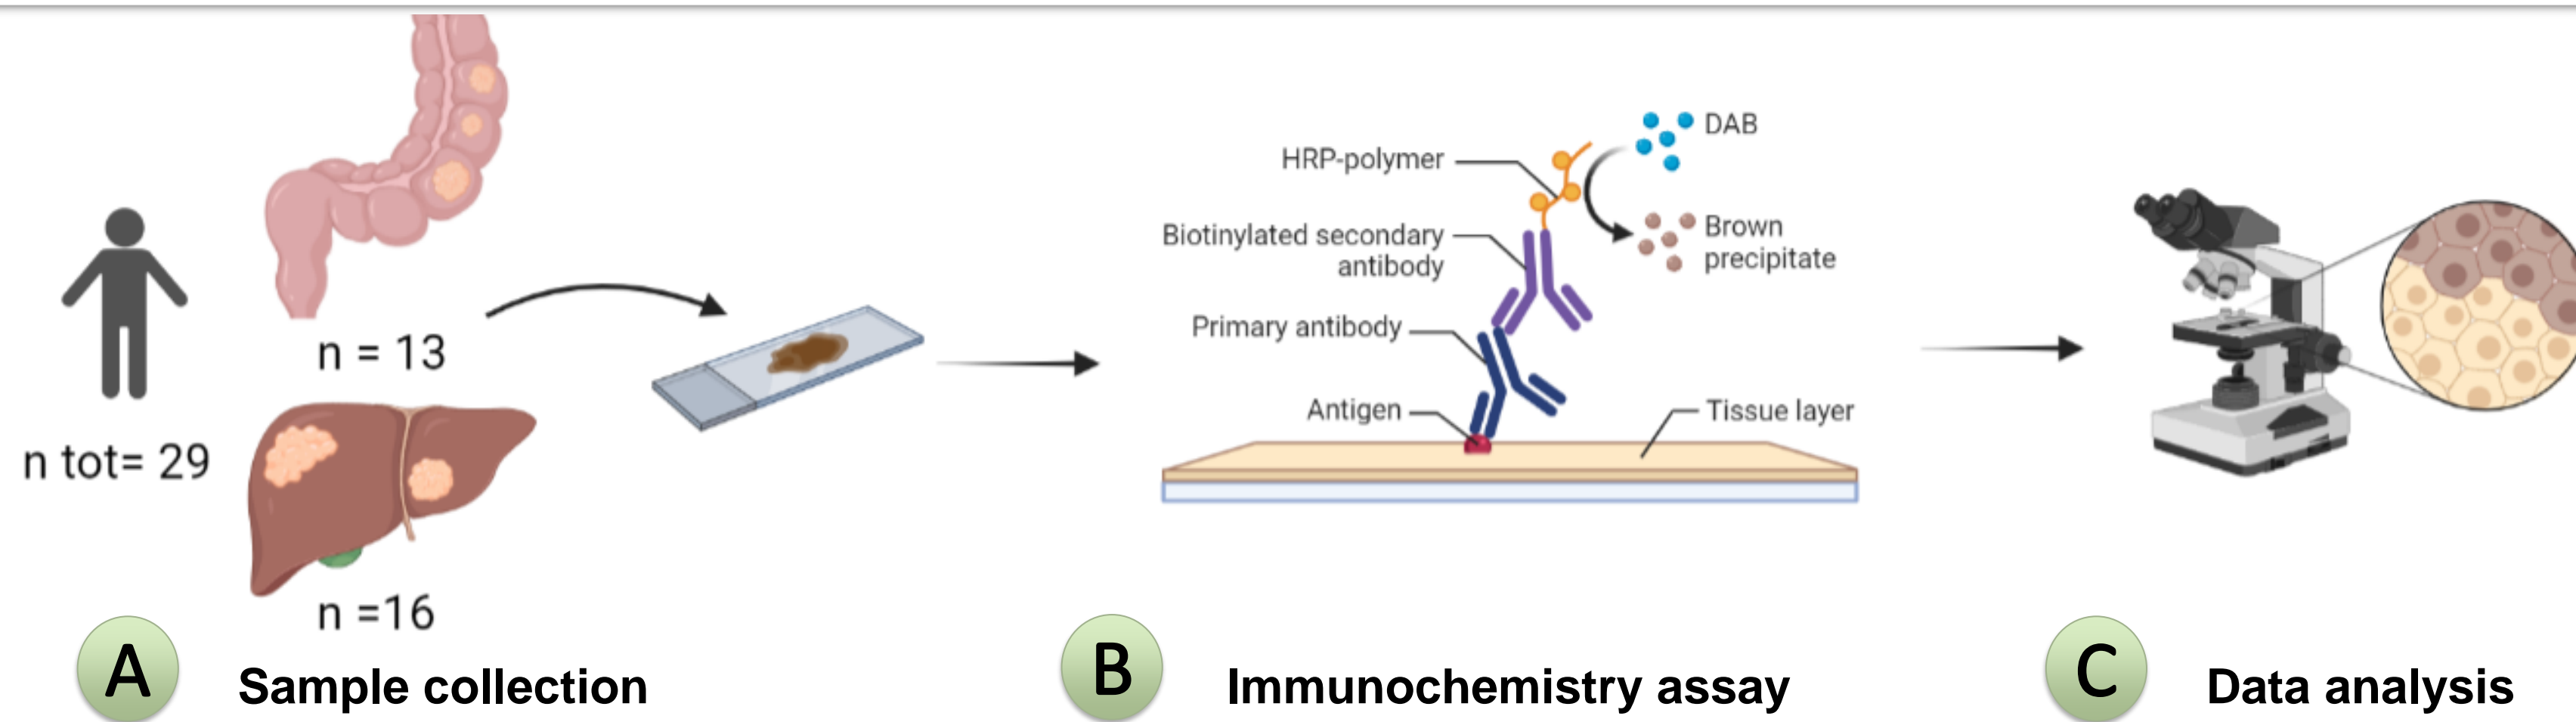 n = 13
n tot= 29
n =16
A
Sample collection
DAB
HRP-polymer
Brown
precipitate
Biotinylated secondary
antibody
Primary antibody
Antigen
Tissue layer
B
Immunochemistry assay
C
Data analysis